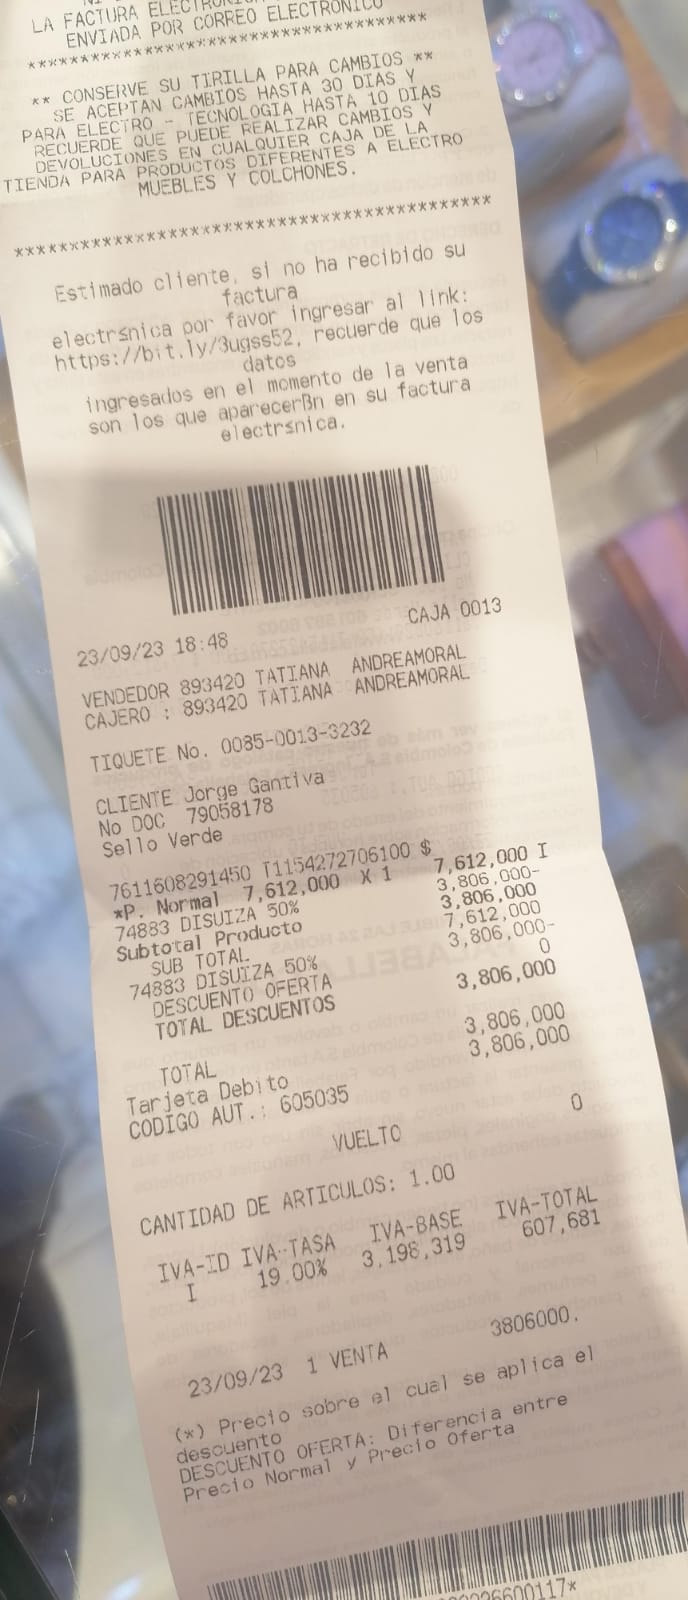 LA FACTURA ELECTRONICA
ENVIADA POR CORREO ELECTRONICO
************************************
** CONSERVE SU TIRILLA PARA CAMBIOS **
SE ACEPTAN CAMBIOS HASTA 30 DIAS Y
PARA ELECTRO - TECNOLOGIA HASTA 10 DIAS
RECUERDE QUE PUEDE REALIZAR CAMBIOS Y
DEVOLUCIONES EN CUALQUIER CAJA DE LA
TIENDA PARA PRODUCTOS DIFERENTES A ELECTRO
MUEBLES Y COLCHONES.
******************************************
Estimado cliente, si no ha recibido su
factura
electrsnica por favor ingresar al link:
https://bit.ly/3ugss52, recuerde que los
datos
ingresados en el momento de la venta
son los que aparecerBn en su factura
electrsnica.
23/09/23 18:48 CAJA 0013
VENDEDOR 893420 TATIANA ANDREAMORAL
CAJERO : 893420 TATIANA ANDREAMORAL
TIQUETE No. 0085-0013-3232
CLIENTE Jorge Gantiva
No DOC 79058178
Sello Verde
7611608291450 T1154272706100 $
*P. Normal 7,612,000 X 1 7,612,000 I
74883 DISUIZA 50% 3,806,000-
Subtotal Producto 3,806,000
SUB TOTAL 7,612,000
74883 DISUIZA 50% 3,806,000-
DESCUENTO OFERTA 0
TOTAL DESCUENTOS 3,806,000
TOTAL 3,806,000
Tarjeta Debito 3,806,000
CODIGO AUT.: 605035
VUELTO 0
CANTIDAD DE ARTICULOS: 1.00
IVA-ID IVA-TASA IVA-BASE IVA-TOTAL
I 19.00% 3,198,319 607,681
23/09/23 1 VENTA 3806000.
(*) Precio sobre el cual se aplica el
descuento
DESCUENTO OFERTA: Diferencia entre
Precio Normal y Precio Oferta